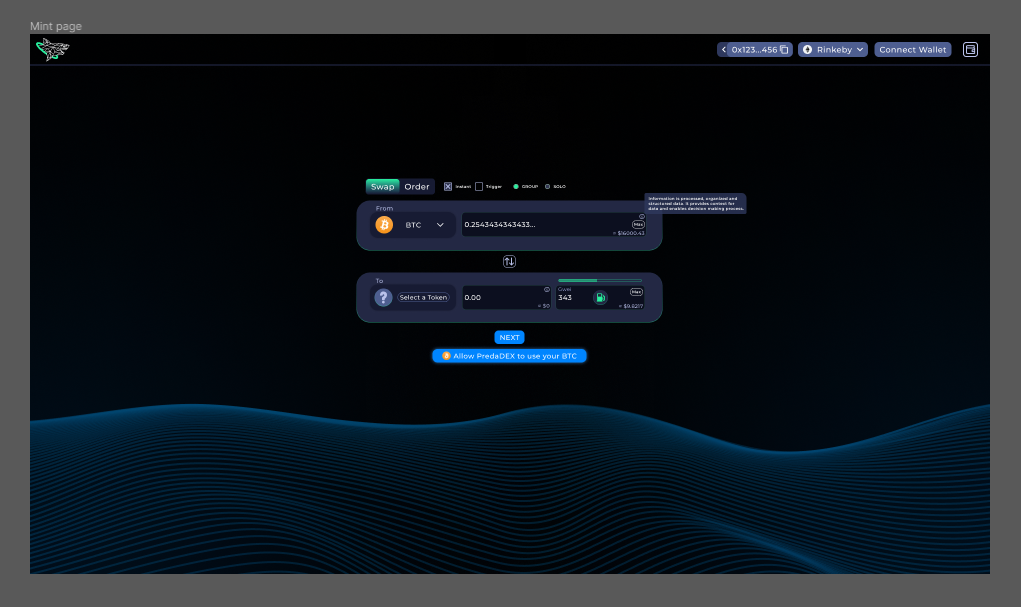 Mint page
0x123...456
Rinkeby
Connect Wallet
Swap
Order
Instant
Trigger
GROUP
SOLO
Information is processed, organized and
structured data. It provides context for
data and enables decision making process.
From
BTC
0.2543434343433...
Max
≈ $16000.43
To
Select a Token
0.00
≈ $0
Gwei
343
Max
≈ $9,6217
NEXT
Allow PredaDEX to use your BTC